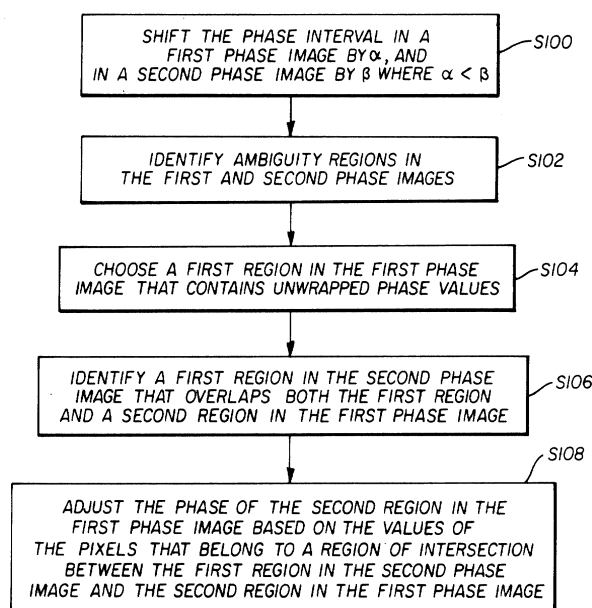 SHIFT THE PHASE INTERVAL IN A
FIRST PHASE IMAGE BY α, AND
IN A SECOND PHASE IMAGE BY β WHERE α < β
S100
IDENTIFY AMBIGUITY REGIONS IN
THE FIRST AND SECOND PHASE IMAGES
S102
CHOOSE A FIRST REGION IN THE FIRST PHASE
IMAGE THAT CONTAINS UNWRAPPED PHASE VALUES
S104
IDENTIFY A FIRST REGION IN THE SECOND PHASE
IMAGE THAT OVERLAPS BOTH THE FIRST REGION
AND A SECOND REGION IN THE FIRST PHASE IMAGE
S106
S108
ADJUST THE PHASE OF THE SECOND REGION IN THE
FIRST PHASE IMAGE BASED ON THE VALUES OF
THE PIXELS THAT BELONG TO A REGION OF INTERSECTION
BETWEEN THE FIRST REGION IN THE SECOND PHASE
IMAGE AND THE SECOND REGION IN THE FIRST PHASE IMAGE